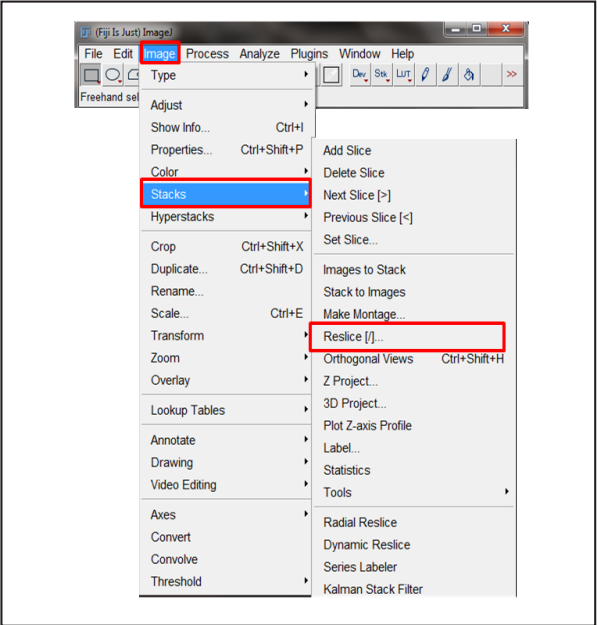 (Fiji Is Just) ImageJ
File Edit Image Process Analyze Plugins Window Help
Dev Stk LUT >>
Freehand sel
Type
Adjust
Show Info... Ctrl+I
Properties... Ctrl+Shift+P
Color
Stacks
Hyperstacks
Crop Ctrl+Shift+X
Duplicate... Ctrl+Shift+D
Rename...
Scale... Ctrl+E
Transform
Zoom
Overlay
Lookup Tables
Annotate
Drawing
Video Editing
Axes
Convert
Convolve
Threshold
Add Slice
Delete Slice
Next Slice [>]
Previous Slice [<]
Set Slice...
Images to Stack
Stack to Images
Make Montage...
Reslice [/]...
Orthogonal Views Ctrl+Shift+H
Z Project...
3D Project...
Plot Z-axis Profile
Label...
Statistics
Tools
Radial Reslice
Dynamic Reslice
Series Labeler
Kalman Stack Filter